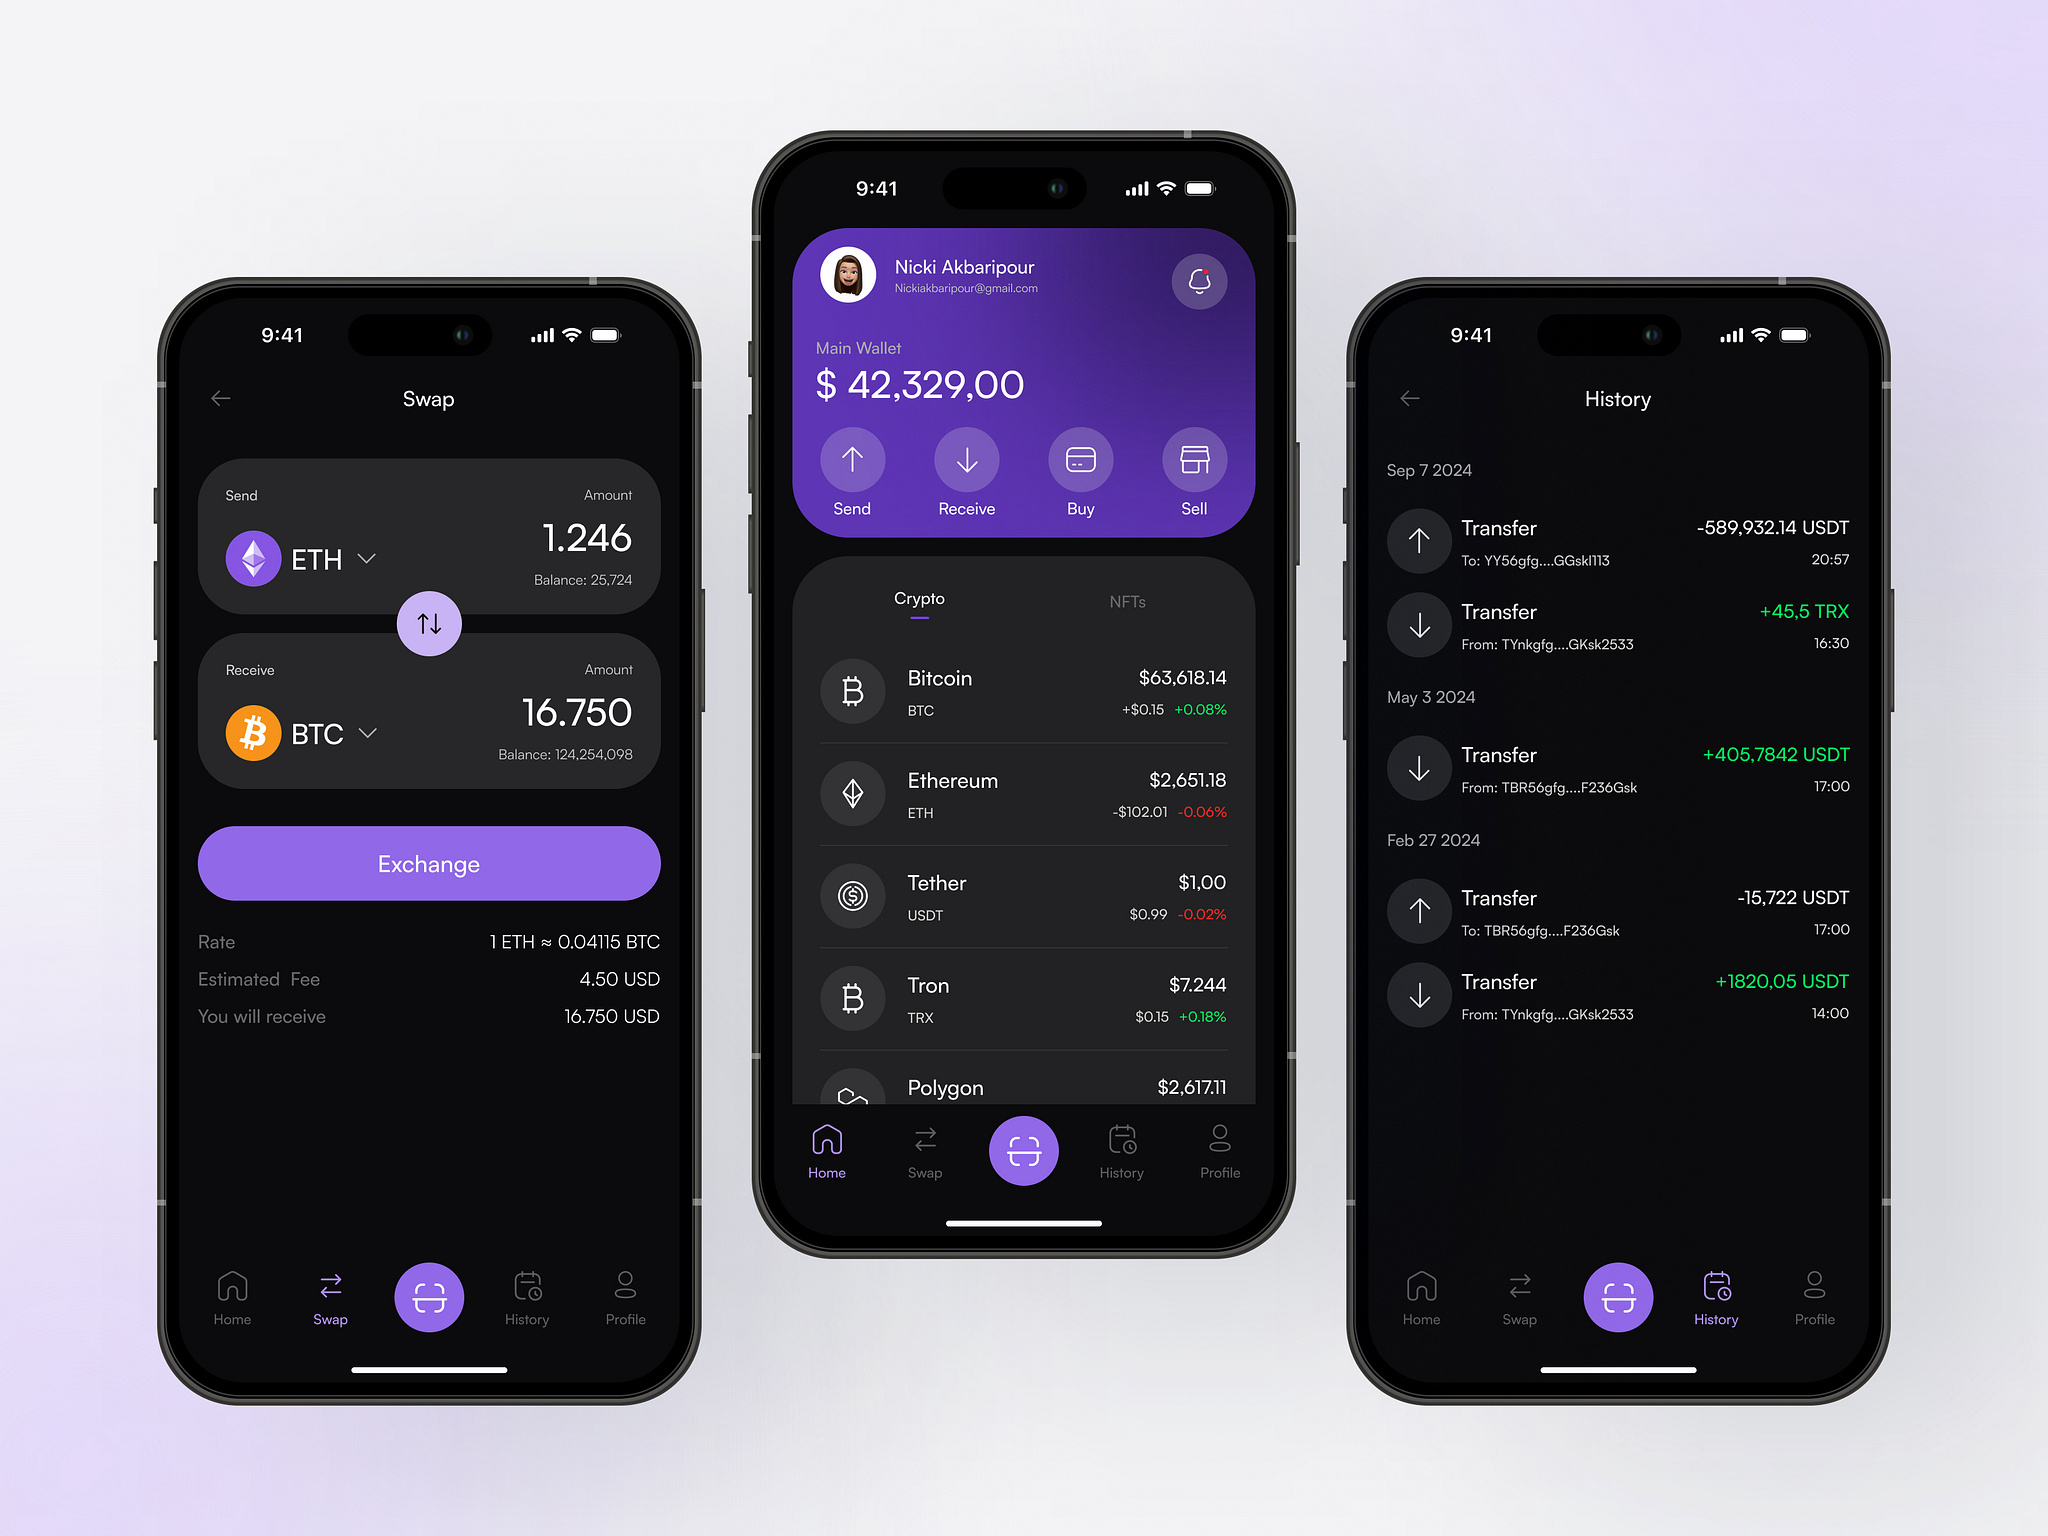 9:41
Swap
Send
Amount
ETH
1.246
Balance: 25,724
Receive
Amount
BTC
16.750
Balance: 124,254,098
Exchange
Rate
1 ETH ≈ 0.04115 BTC
Estimated Fee
4.50 USD
You will receive
16.750 USD
Home
Swap
History
Profile
9:41
Nicki Akbaripour
Nickiakbaripour@gmail.com
Main Wallet
$ 42,329,00
Send
Receive
Buy
Sell
Crypto
NFTs
Bitcoin
$63,618.14
BTC
+$0.15 +0.08%
Ethereum
$2,651.18
ETH
-$102.01 -0.06%
Tether
$1,00
USDT
$0.99 -0.02%
Tron
$7.244
TRX
$0.15 +0.18%
Polygon
$2,617.11
Home
Swap
History
Profile
9:41
History
Sep 7 2024
Transfer
-589,932.14 USDT
To: YY56gfg....GGskl113
20:57
Transfer
+45,5 TRX
From: TYnkgfg....GKsk2533
16:30
May 3 2024
Transfer
+405,7842 USDT
From: TBR56gfg....F236Gsk
17:00
Feb 27 2024
Transfer
-15,722 USDT
To: TBR56gfg....F236Gsk
17:00
Transfer
+1820,05 USDT
From: TYnkgfg....GKsk2533
14:00
Home
Swap
History
Profile